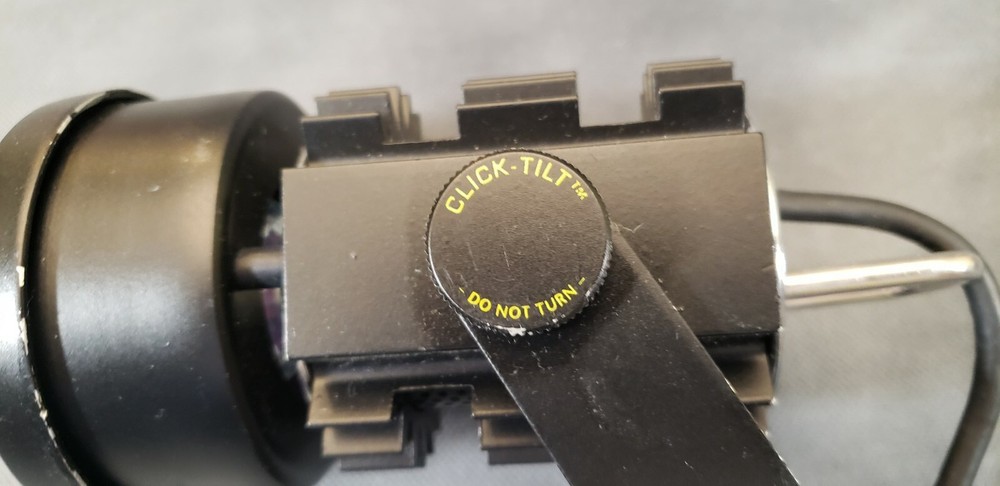 CLICK-TILT™
- DO NOT TURN -